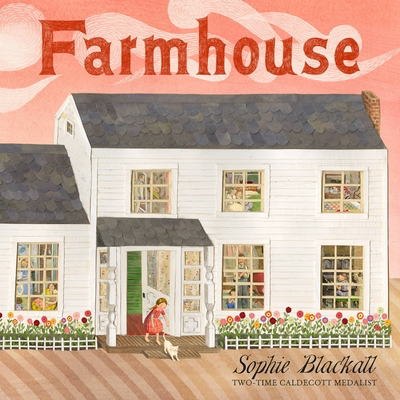 Farmhouse
Sophie Blackall
TWO-TIME CALDECOTT MEDALIST